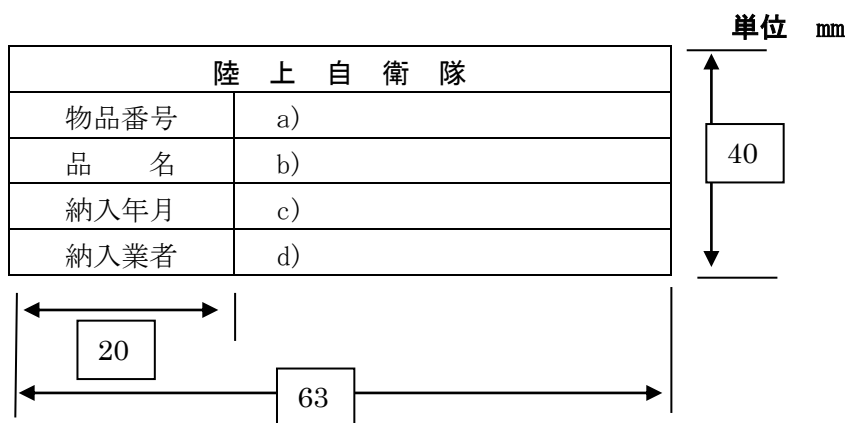 単位 mm
陸 上 自 衛 隊
物品番号 a)
品 名 b)
納入年月 c)
納入業者 d)
40
20
63